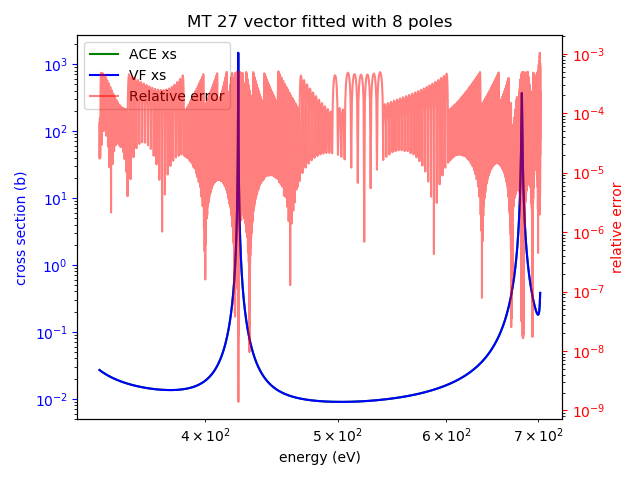 MT 27 vector fitted with 8 poles
ACE xs
VF xs
Relative error
cross section (b)
10³
10²
10¹
10⁰
10⁻¹
10⁻²
relative error
10⁻³
10⁻⁴
10⁻⁵
10⁻⁶
10⁻⁷
10⁻⁸
10⁻⁹
4 × 10² 5 × 10² 6 × 10² 7 × 10²
energy (eV)